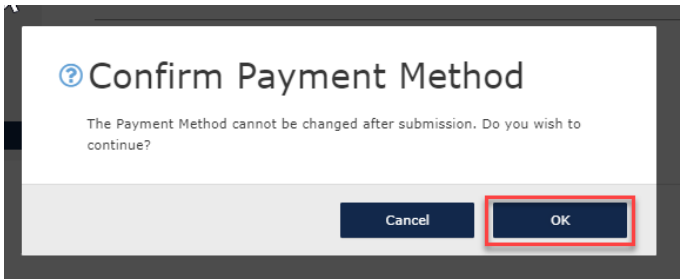 Confirm Payment Method
The Payment Method cannot be changed after submission. Do you wish to
continue?
Cancel OK